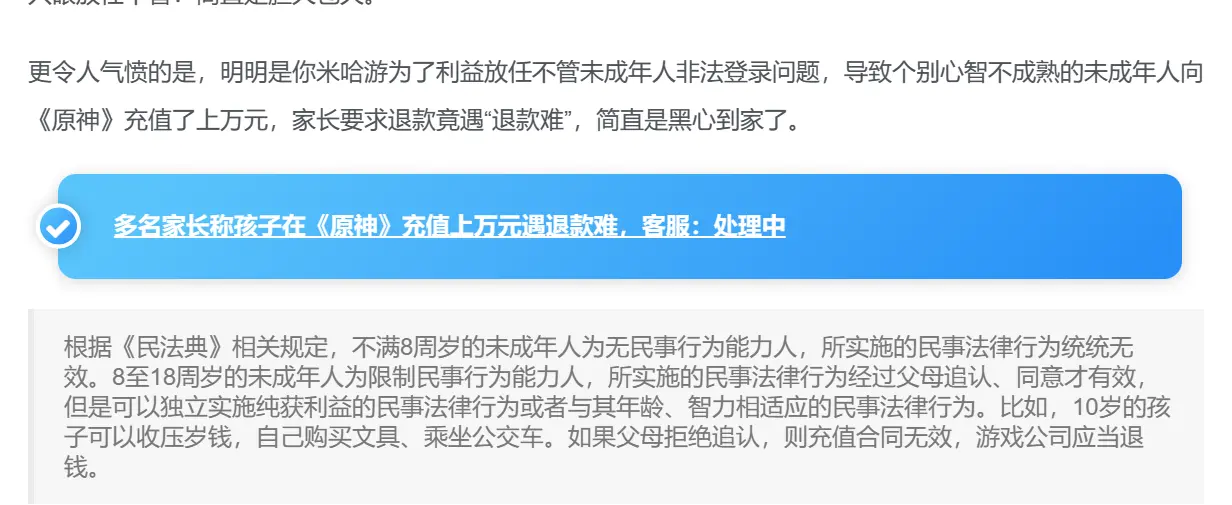 更令人气愤的是，明明是你米哈游为了利益放任不管未成年人非法登录问题，导致个别心智不成熟的未成年人向
《原神》充值了上万元，家长要求退款竟遇“退款难”，简直是黑心到家了。
多名家长称孩子在《原神》充值上万元遇退款难，客服：处理中
根据《民法典》相关规定，不满8周岁的未成年人为无民事行为能力人，所实施的民事法律行为统统无
效。8至18周岁的未成年人为限制民事行为能力人，所实施的民事法律行为经过父母追认、同意才有效，
但是可以独立实施纯获利益的民事法律行为或者与其年龄、智力相适应的民事法律行为。比如，10岁的孩
子可以收压岁钱，自己购买文具、乘坐公交车。如果父母拒绝追认，则充值合同无效，游戏公司应当退
钱。